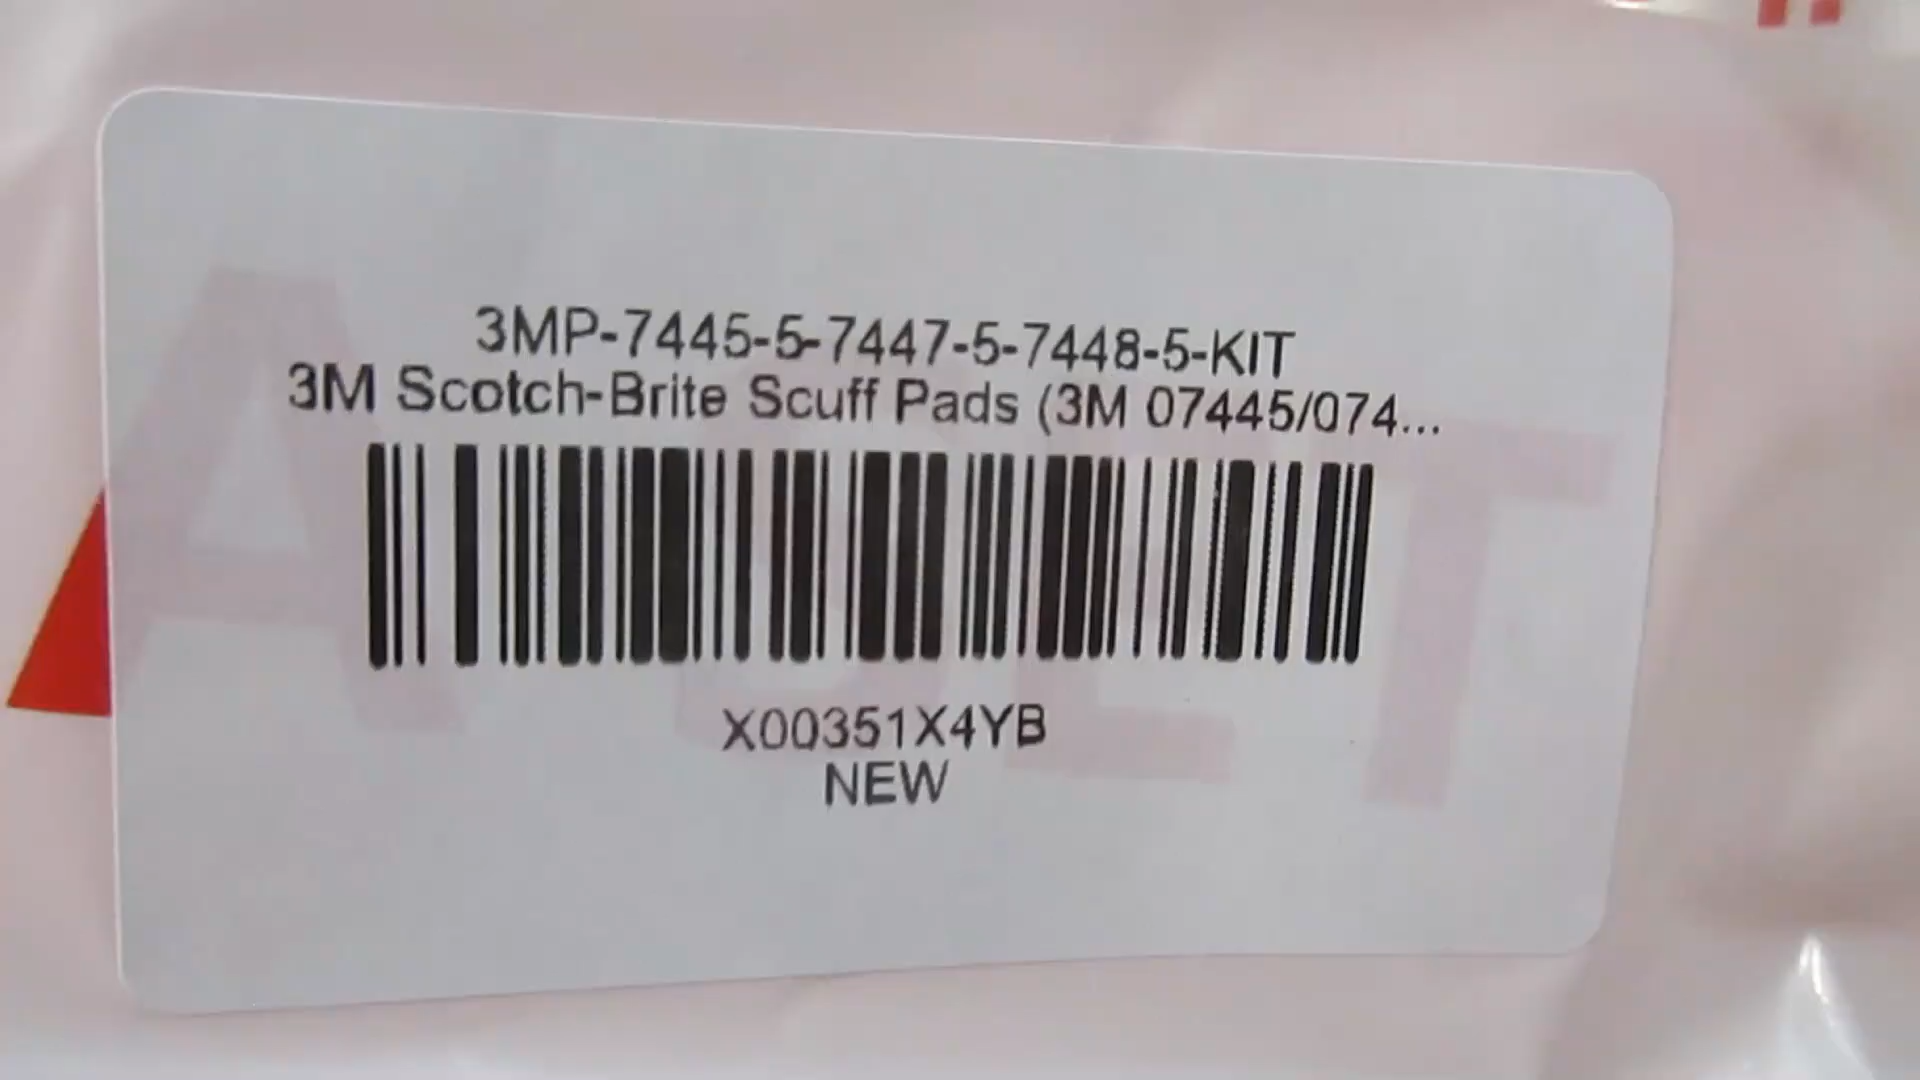 3MP-7445-5-7447-5-7448-5-KIT
3M Scotch-Brite Scuff Pads (3M 07445/074...
X00351X4YB
NEW